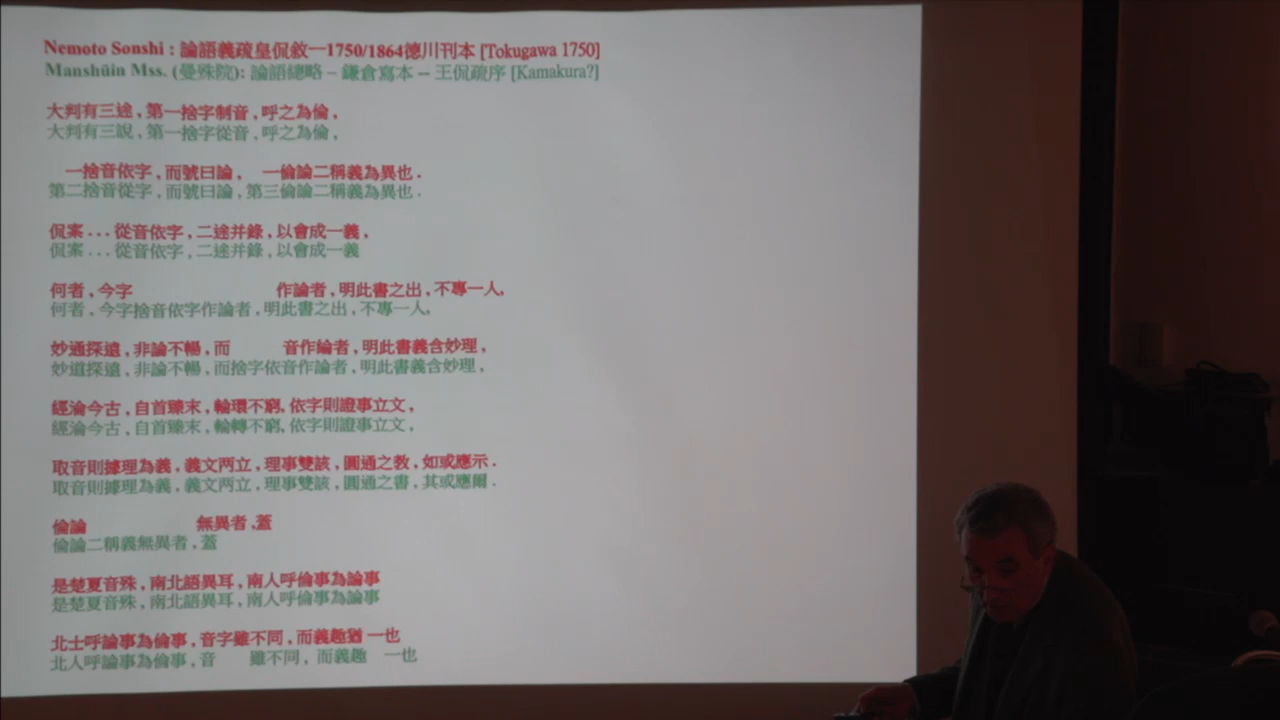 Nemoto Sonshi : 論語義疏皇侃敘—1750/1864德川刊本 [Tokugawa 1750]
Manshüin Mss. (曼殊院): 論語總略 – 鎌倉寫本 – 王侃疏序 [Kamakura?]
大判有三途，第一捨字制音，呼之為倫，
大判有三說，第一捨字從音，呼之為倫，
一捨音依字，而號曰論， 一倫論二稱義為異也．
第二捨音從字，而號曰論，第三倫論二稱義為異也．
侃案…從音依字，二途并錄，以會成一義，
侃案…從音依字，二途并錄，以會成一義
何者，今字 作論者，明此書之出，不專一人，
何者，今字捨音依字作論者，明此書之出，不專一人，
妙通探遠，非論不暢，而 音作綸者，明此書義含妙理，
妙道探遠，非論不暢，而捨字依音作論者，明此書義含妙理，
經淪今古，自首臻末，輪環不窮，依字則證事立文，
經淪今古，自首臻末，輪轉不窮，依字則證事立文，
取音則據理為義．義文两立，理事雙該，圓通之教，如或應示．
取音則據理為義．義文两立，理事雙該，圓通之書，其或應爾．
倫論 無異者，蓋
倫論二稱義無異者，蓋
是楚夏音殊，南北語異耳，南人呼倫事為論事
是楚夏音殊，南北語異耳，南人呼倫事為論事
北士呼論事為倫事，音字雖不同，而義趣猶 一也
北人呼論事為倫事，音 雖不同，而義趣 一也